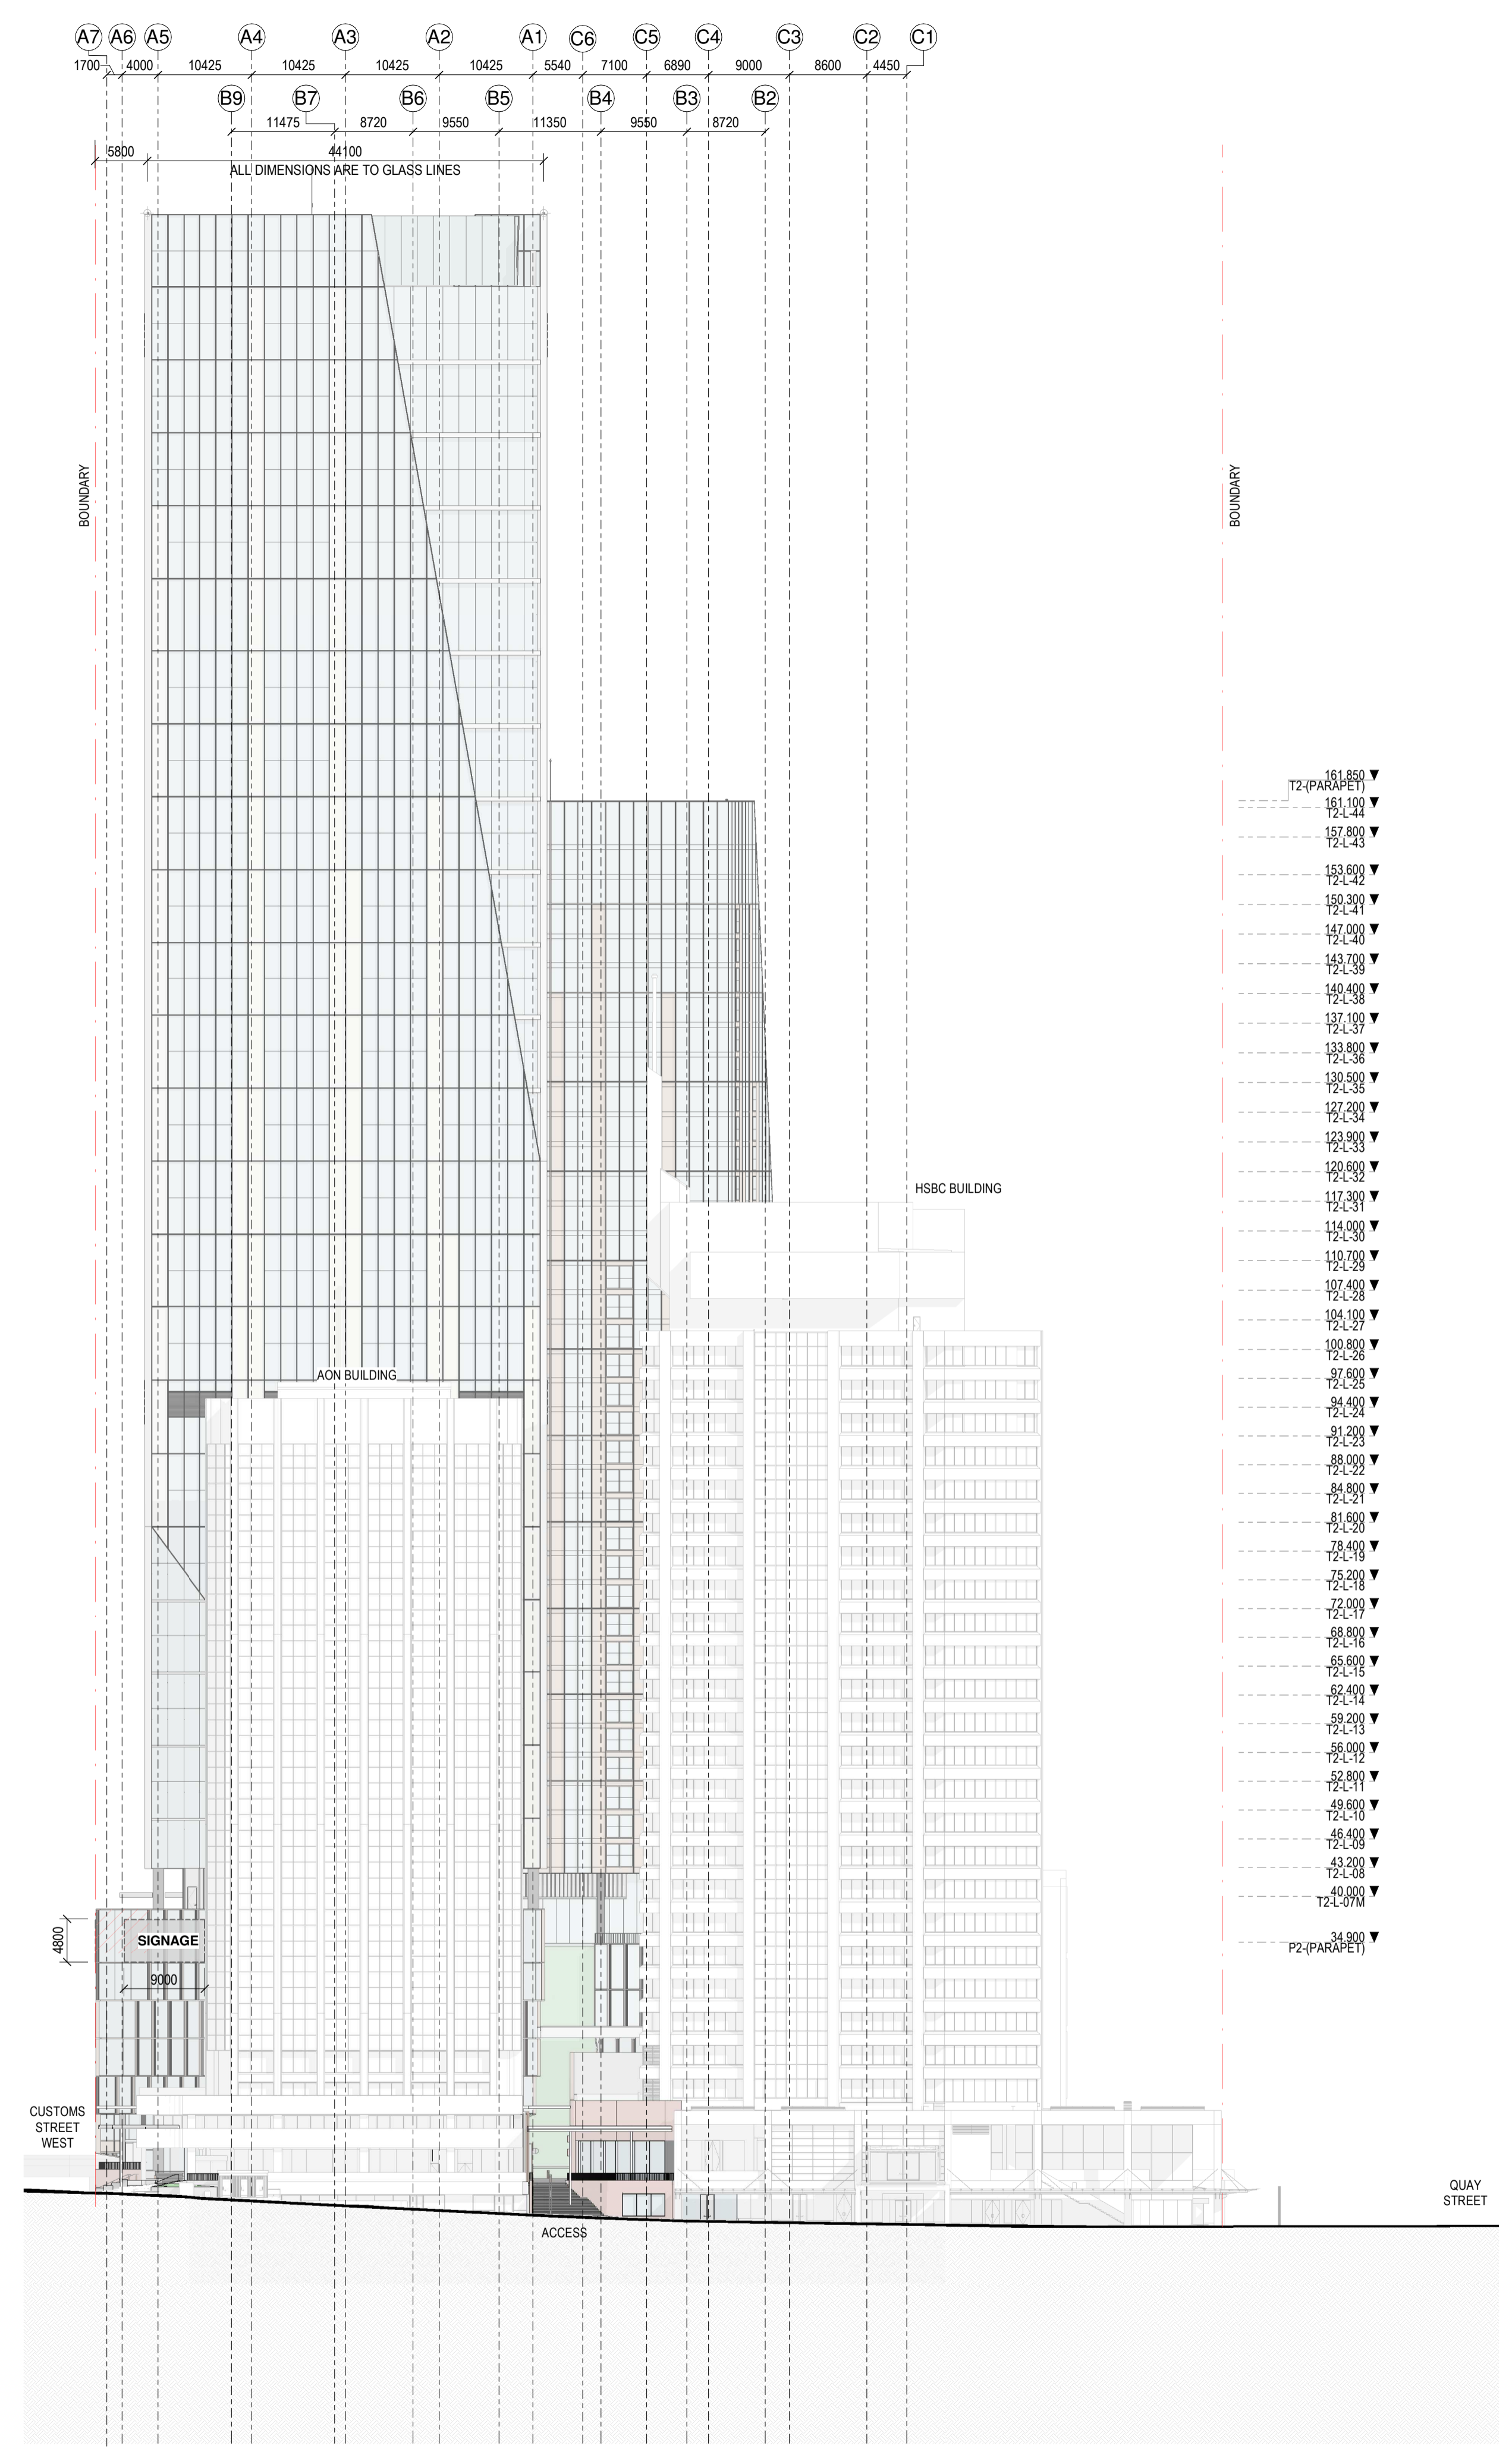 A7 A6 A5 A4 A3 A2 A1 C6 C5 C4 C3 C2 C1
1700 4000 10425 10425 10425 10425 5540 7100 6890 9000 8600 4450
B9 B7 B6 B5 B4 B3 B2
11475 8720 9550 11350 9550 8720
5800 44100
ALL DIMENSIONS ARE TO GLASS LINES
BOUNDARY
BOUNDARY
161.850
T2-(PARAPET)
161.100
T2-L-44
157.800
T2-L-43
153.600
T2-L-42
150.300
T2-L-41
147.000
T2-L-40
143.700
T2-L-39
140.400
T2-L-38
137.100
T2-L-37
133.800
T2-L-36
130.500
T2-L-35
127.200
T2-L-34
123.900
T2-L-33
120.600
T2-L-32
HSBC BUILDING
117.300
T2-L-31
114.000
T2-L-30
110.700
T2-L-29
107.400
T2-L-28
104.100
T2-L-27
100.800
T2-L-26
AON BUILDING
97.600
T2-L-25
94.400
T2-L-24
91.200
T2-L-23
88.000
T2-L-22
84.800
T2-L-21
81.600
T2-L-20
78.400
T2-L-19
75.200
T2-L-18
72.000
T2-L-17
68.800
T2-L-16
65.600
T2-L-15
62.400
T2-L-14
59.200
T2-L-13
56.000
T2-L-12
52.800
T2-L-11
49.600
T2-L-10
46.400
T2-L-09
43.200
T2-L-08
40.000
T2-L-07M
34.900
P2-(PARAPET)
4800
SIGNAGE
9000
CUSTOMS
STREET
WEST
QUAY
STREET
ACCESS